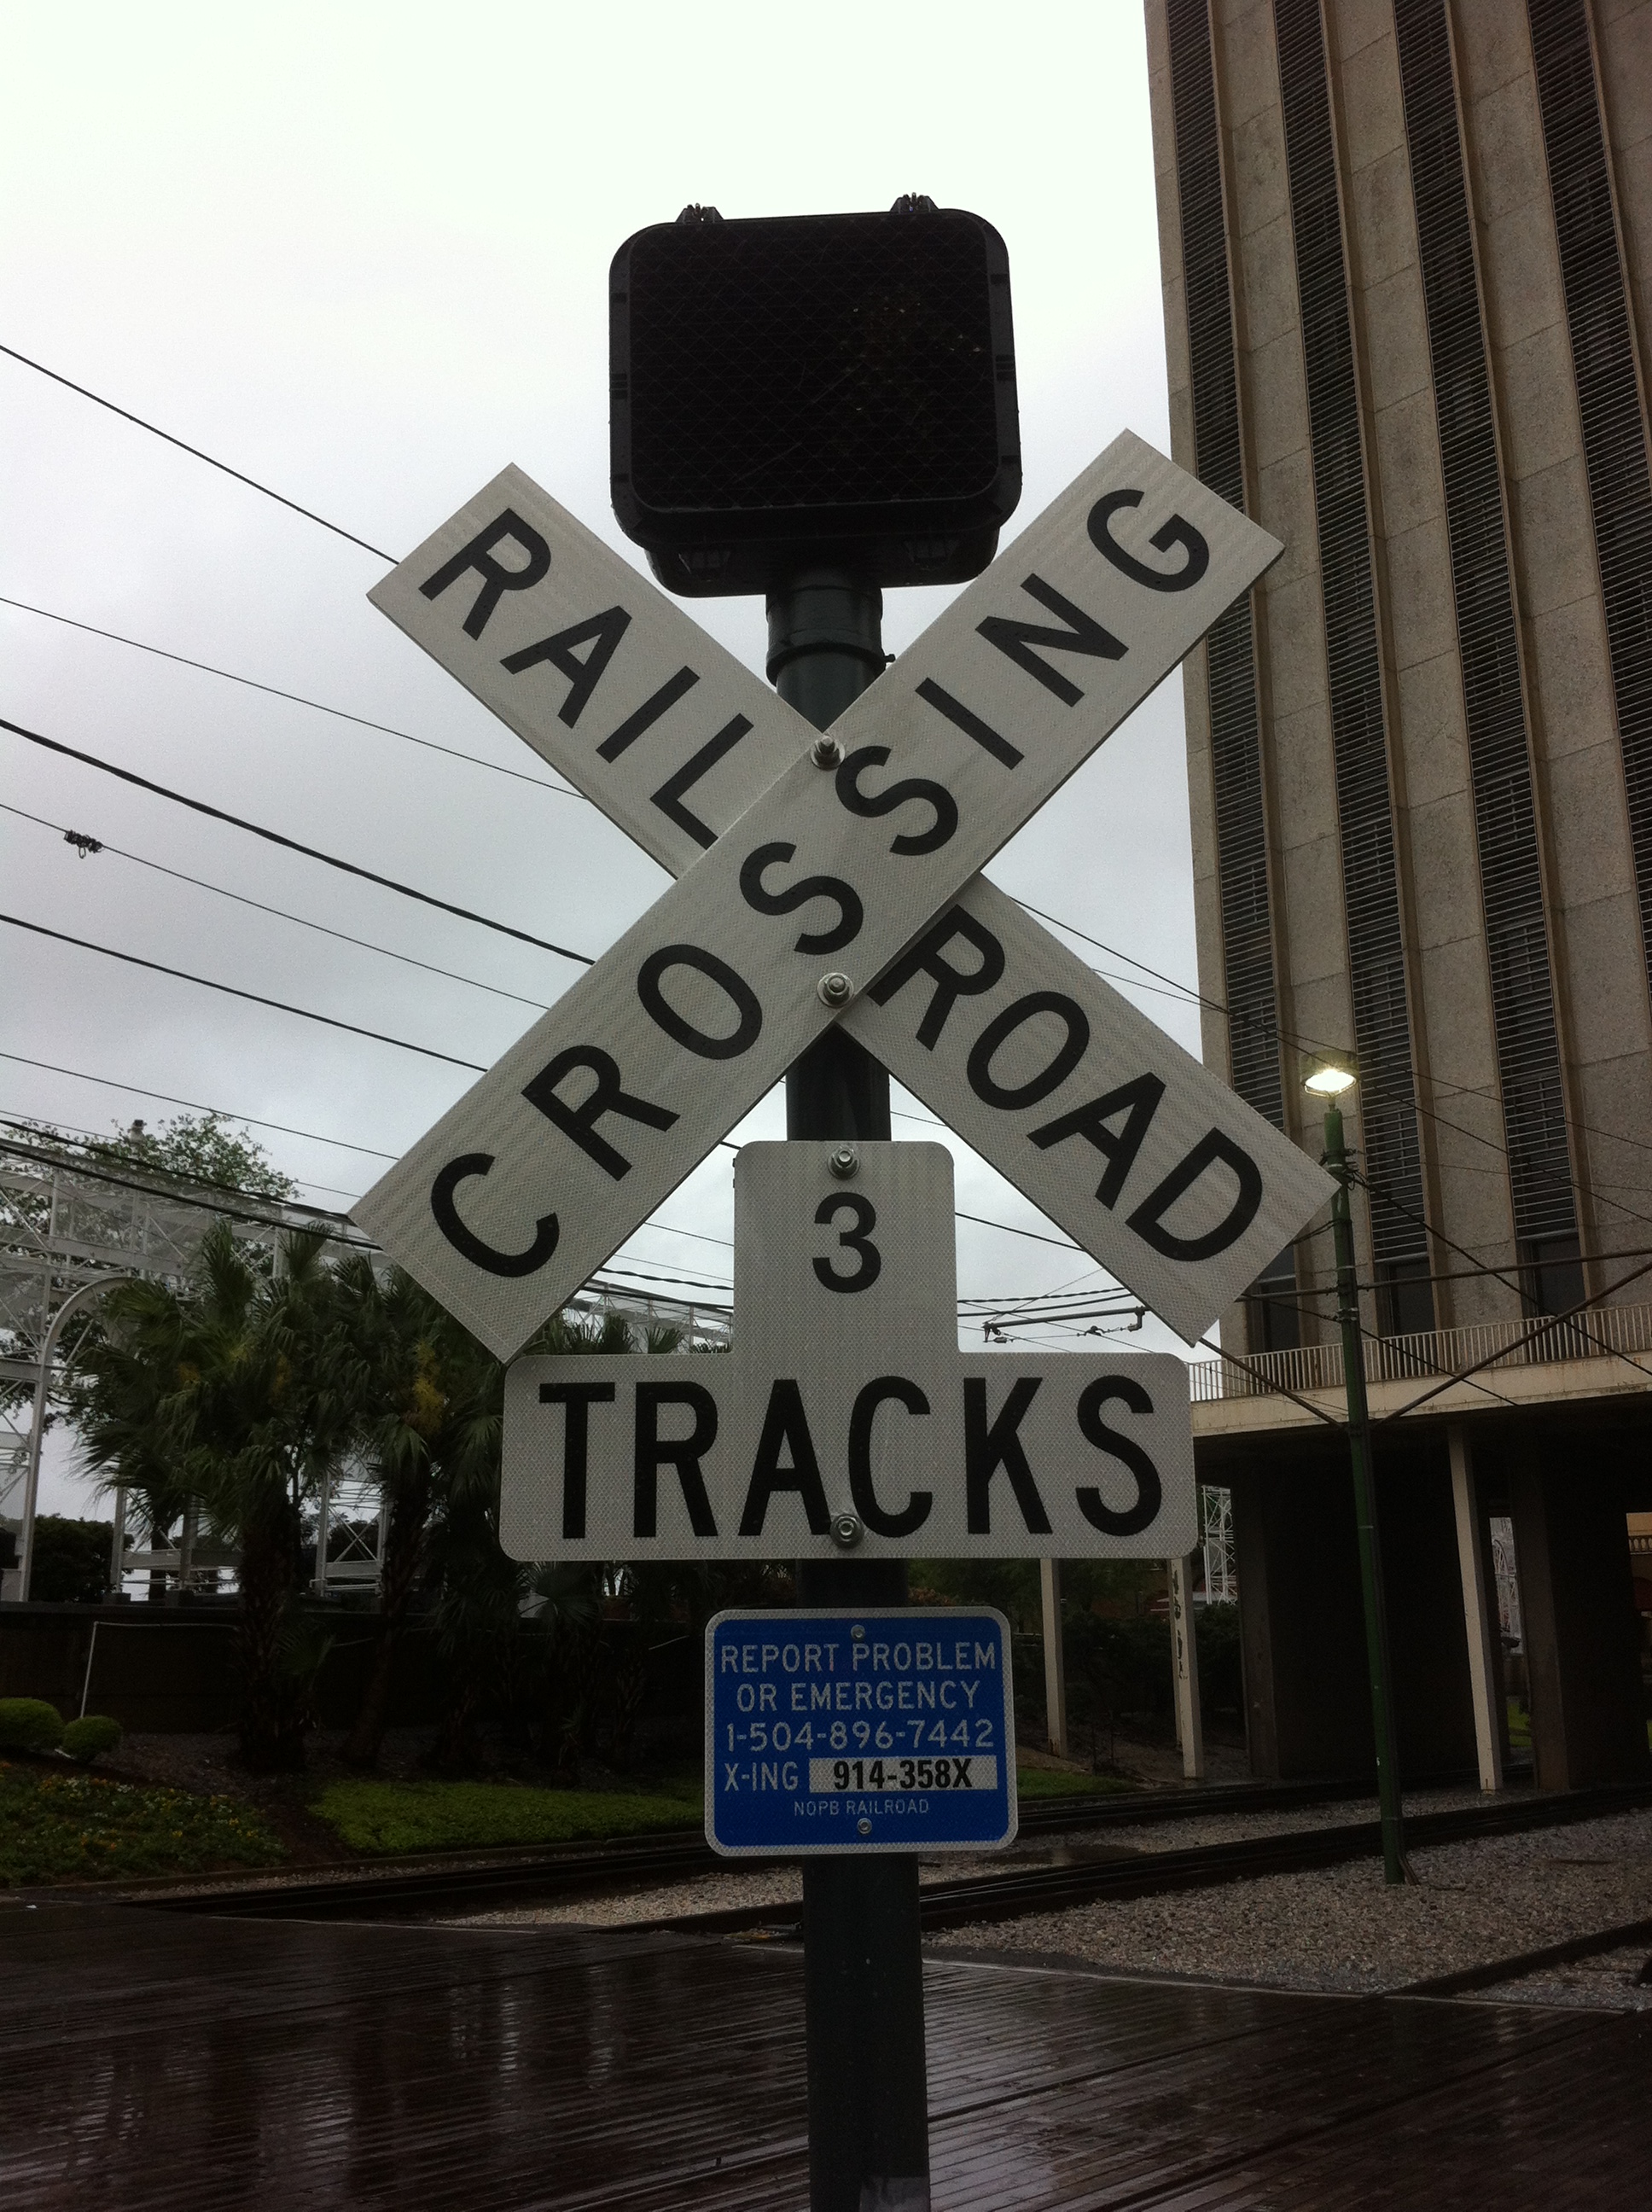 RAILROAD
CROSSING
3
TRACKS
REPORT PROBLEM
OR EMERGENCY
1-504-896-7442
X-ING 914-358X
NOPB RAILROAD